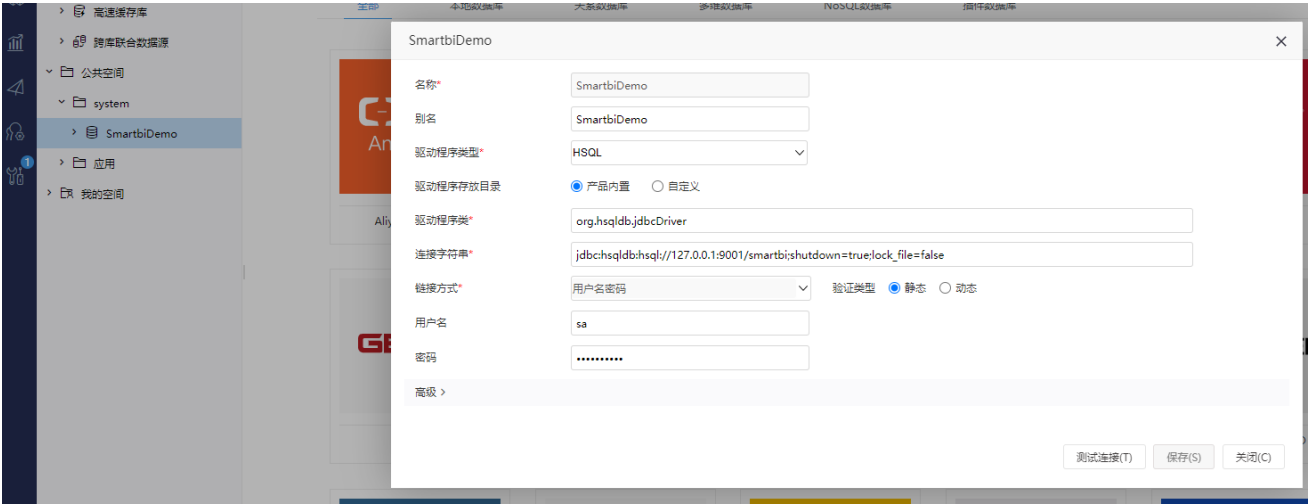 高速缓存库
跨库联合数据源
公共空间
system
SmartbiDemo
应用
我的空间
1
全部 本地数据库 关系数据库 多维数据库 NoSQL数据库 插件数据库
An
Aliy
GE
SmartbiDemo
名称* SmartbiDemo
别名 SmartbiDemo
驱动程序类型* HSQL
驱动程序存放目录 产品内置 自定义
驱动程序类* org.hsqldb.jdbcDriver
连接字符串* jdbc:hsqldb:hsql://127.0.0.1:9001/smartbi;shutdown=true;lock_file=false
链接方式* 用户名密码 验证类型 静态 动态
用户名 sa
密码 ••••••••••
高级 >
测试连接(T) 保存(S) 关闭(C)